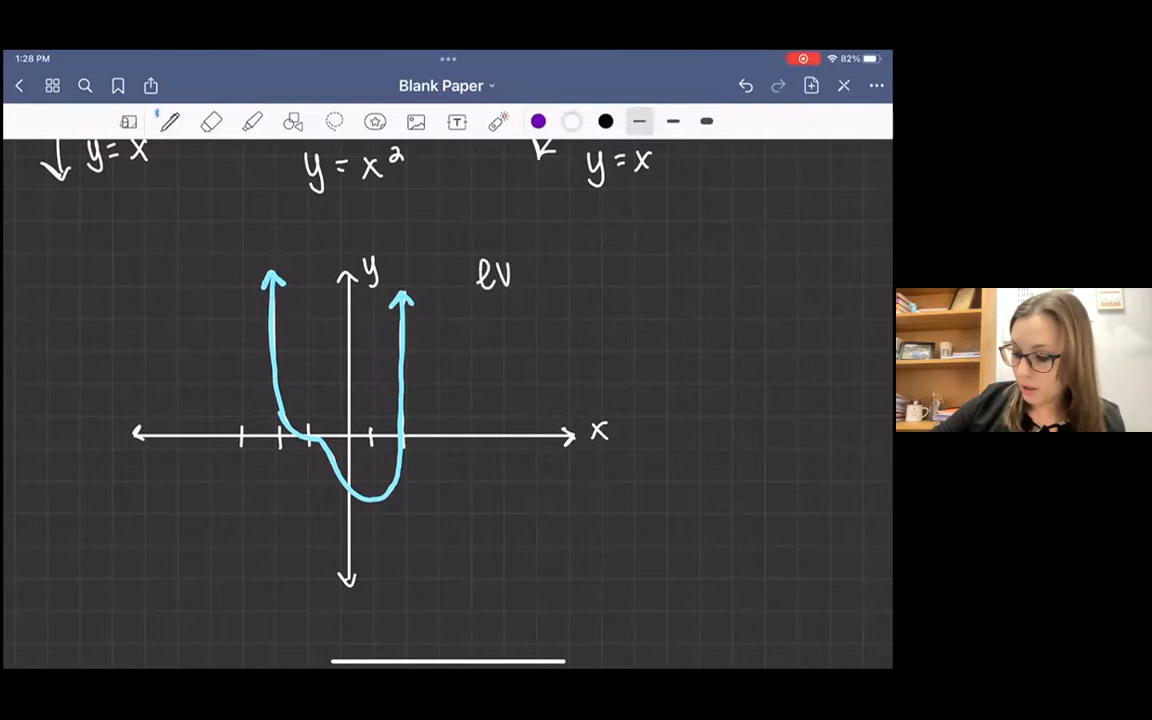 1:28 PM
82%
Blank Paper
y = x
y = x²
y = x
y
ev
x